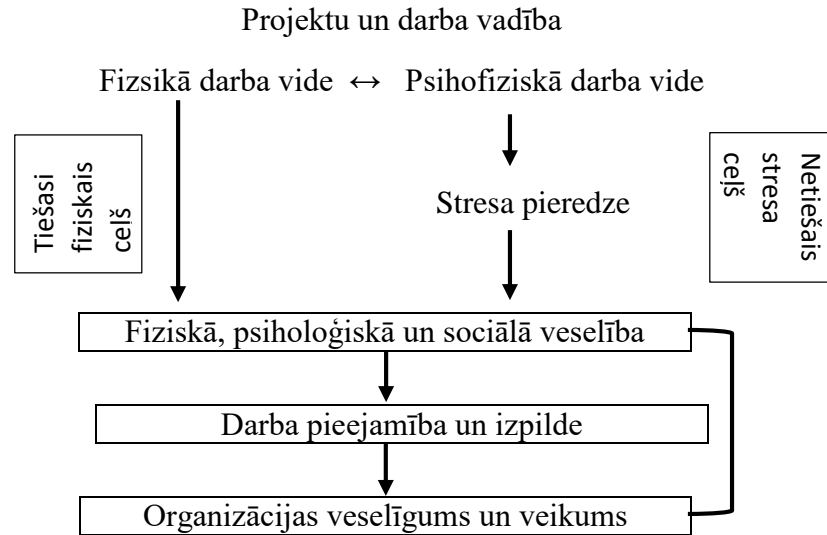 Projektu un darba vadība
Fizsikā darba vide ↔ Psihofiziskā darba vide
Tiešasi
fiziskais
ceļš
Stresa pieredze
Netiešais
stresa
ceļš
Fiziskā, psiholoģiskā un sociālā veselība
Darba pieejamība un izpilde
Organizācijas veselīgums un veikums